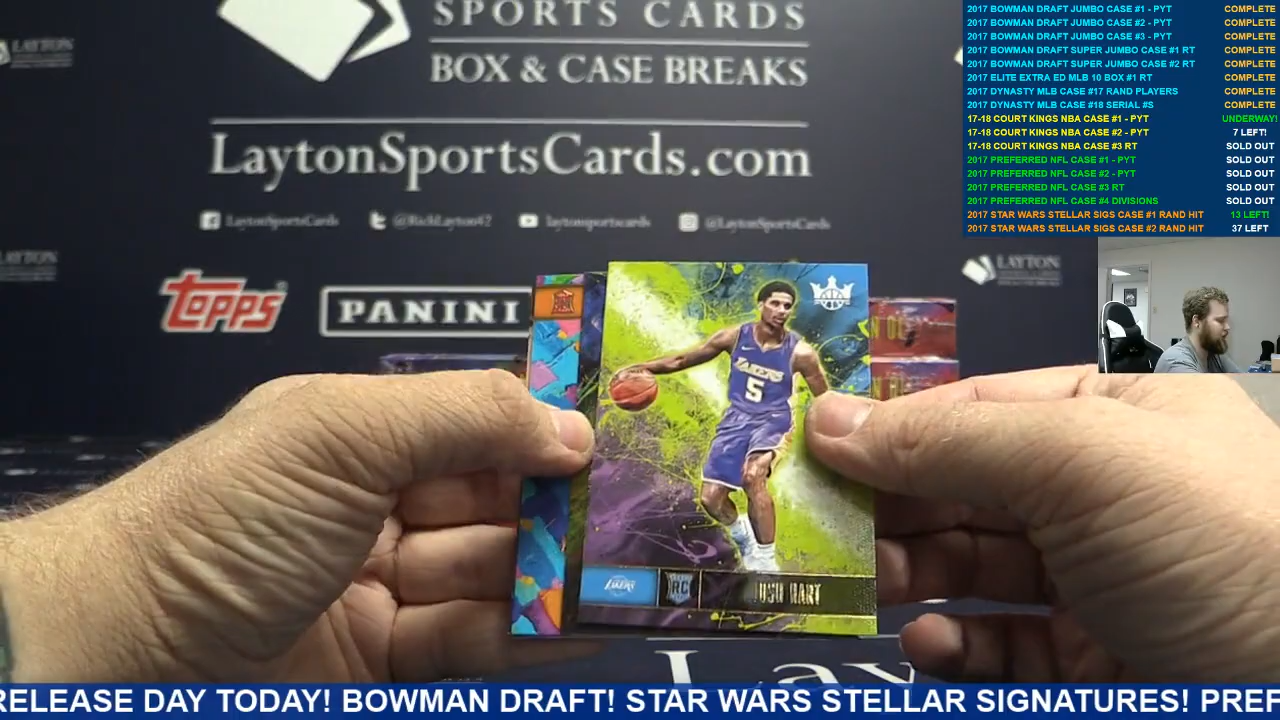 SPORTS CARDS
BOX & CASE BREAKS
LaytonSportsCards.com
LaytonSportsCards
@RickLayton42
laytonsportscards
@LaytonSportsCards
LAYTON
LAYTON
topps
PANINI
LAKERS
5
LAKERS
RC
JOSH HART
2017 BOWMAN DRAFT JUMBO CASE #1 - PYT COMPLETE
2017 BOWMAN DRAFT JUMBO CASE #2 - PYT COMPLETE
2017 BOWMAN DRAFT JUMBO CASE #3 - PYT COMPLETE
2017 BOWMAN DRAFT SUPER JUMBO CASE #1 RT COMPLETE
2017 BOWMAN DRAFT SUPER JUMBO CASE #2 RT COMPLETE
2017 ELITE EXTRA ED MLB 10 BOX #1 RT COMPLETE
2017 DYNASTY MLB CASE #17 RAND PLAYERS COMPLETE
2017 DYNASTY MLB CASE #18 SERIAL #S COMPLETE
17-18 COURT KINGS NBA CASE #1 - PYT UNDERWAY!
17-18 COURT KINGS NBA CASE #2 - PYT 7 LEFT!
17-18 COURT KINGS NBA CASE #3 RT SOLD OUT
2017 PREFERRED NFL CASE #1 - PYT SOLD OUT
2017 PREFERRED NFL CASE #2 - PYT SOLD OUT
2017 PREFERRED NFL CASE #3 RT SOLD OUT
2017 PREFERRED NFL CASE #4 DIVISIONS SOLD OUT
2017 STAR WARS STELLAR SIGS CASE #1 RAND HIT 13 LEFT!
2017 STAR WARS STELLAR SIGS CASE #2 RAND HIT 37 LEFT
LAYTON
Lay
RELEASE DAY TODAY! BOWMAN DRAFT! STAR WARS STELLAR SIGNATURES! PREF